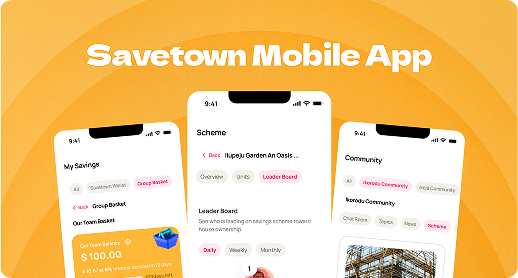 Savetown Mobile App
9:41
My Savings
All
Savetown Wallet
Group Basket
Back
Group Basket
Our Team Basket
Our Team Balance
$100.00
9:41
Scheme
Back
Ilupeju Garden An Oasis ...
Overview
Units
Leader Board
Leader Board
See who is leading on savings scheme toward
house ownership
Daily
Weekly
Monthly
1
9:41
Community
All
Ikorodu Community
Ikeja Community
Ikorodu Community
Chat Room
Topics
News
Scheme